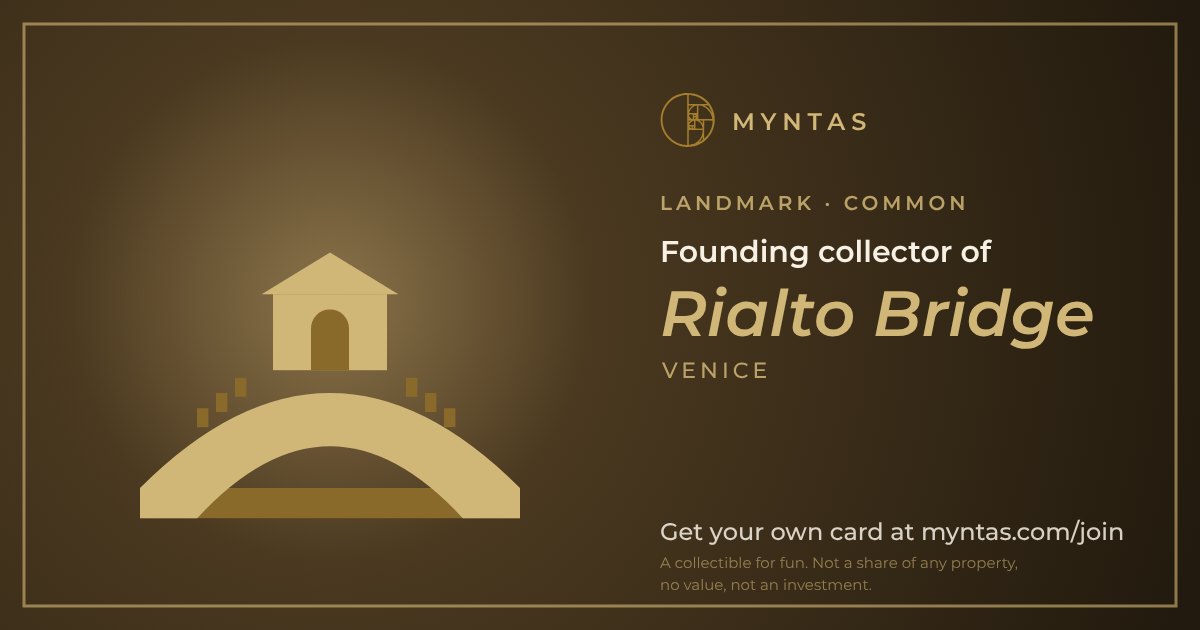 MYNTAS
LANDMARK · COMMON
Founding collector of
Rialto Bridge
VENICE
Get your own card at myntas.com/join
A collectible for fun. Not a share of any property,
no value, not an investment.